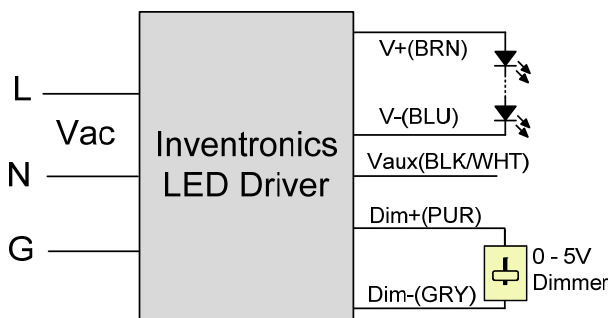 L
Vac
N
G
Inventronics
LED Driver
V+(BRN)
V-(BLU)
Vaux(BLK/WHT)
Dim+(PUR)
Dim-(GRY)
0 - 5V
Dimmer